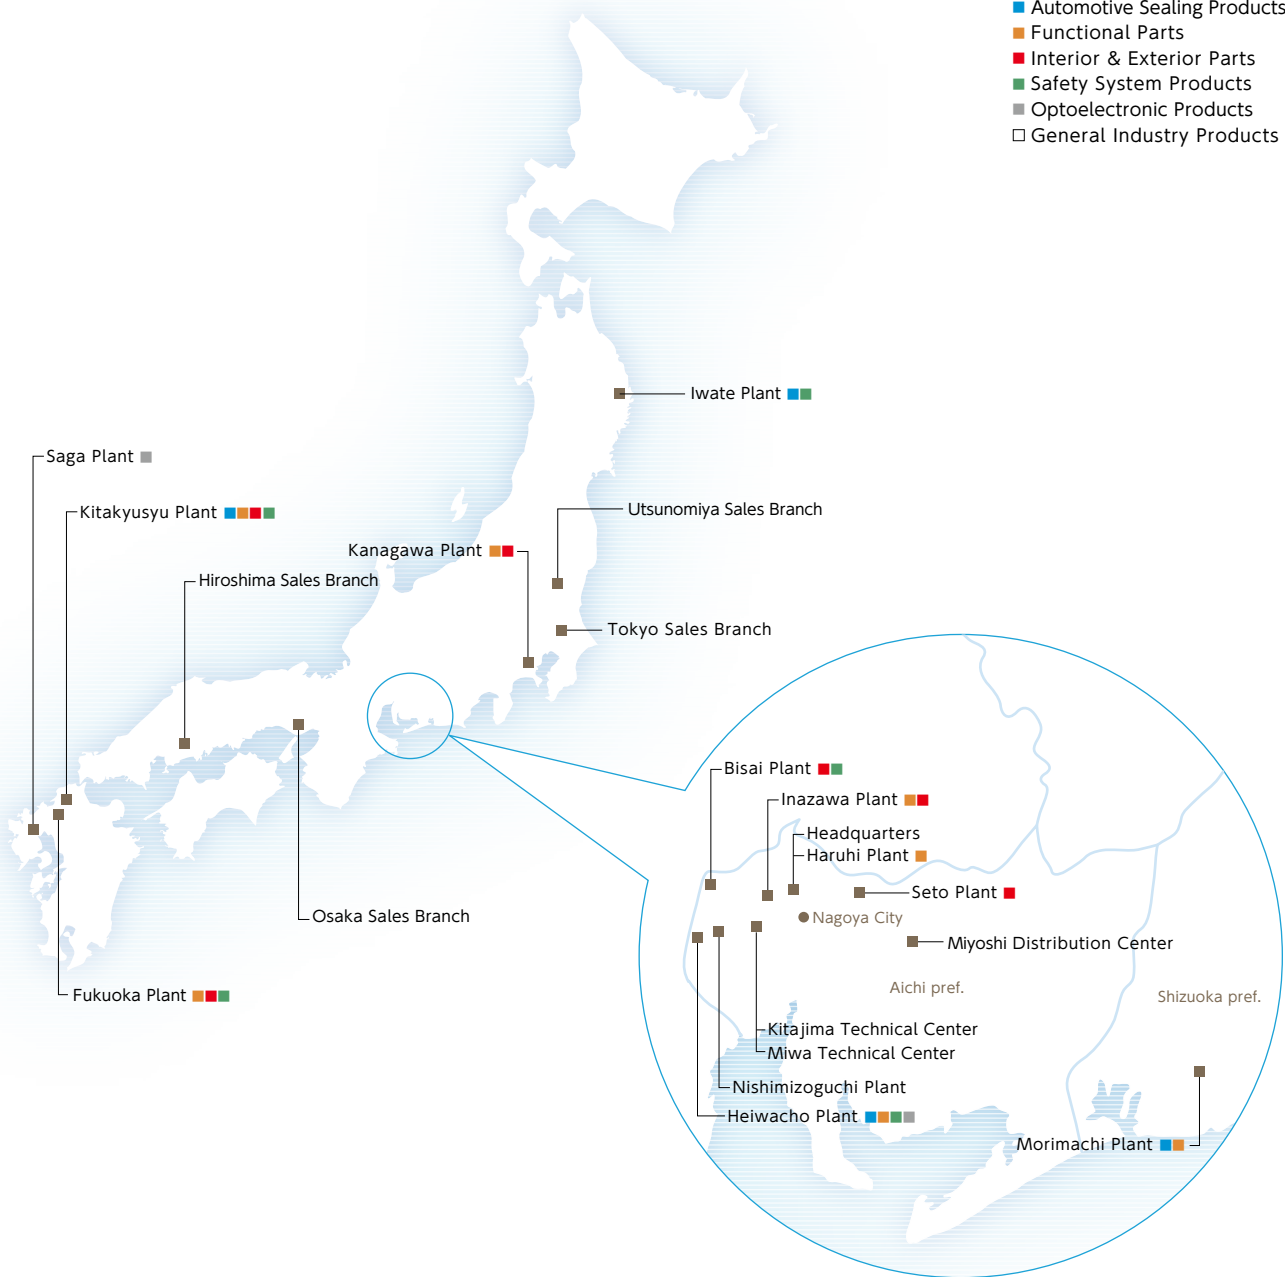 Automotive Sealing Products
Functional Parts
Interior & Exterior Parts
Safety System Products
Optoelectronic Products
General Industry Products
Iwate Plant
Saga Plant
Kitakyusyu Plant
Utsunomiya Sales Branch
Kanagawa Plant
Hiroshima Sales Branch
Tokyo Sales Branch
Bisai Plant
Inazawa Plant
Headquarters
Haruhi Plant
Seto Plant
Nagoya City
Osaka Sales Branch
Miyoshi Distribution Center
Aichi pref.
Shizuoka pref.
Fukuoka Plant
Kitajima Technical Center
Miwa Technical Center
Nishimizoguchi Plant
Heiwacho Plant
Morimachi Plant